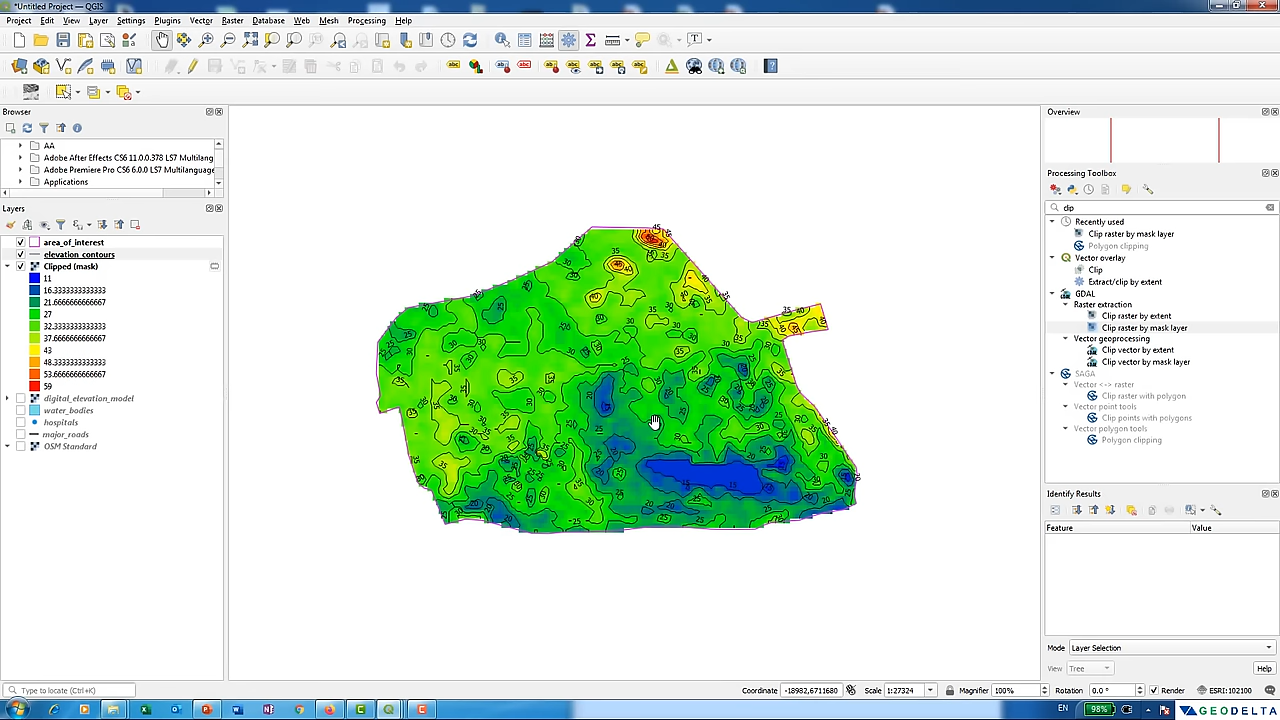 *Untitled Project — QGIS
Project Edit View Layer Settings Plugins Vector Raster Database Web Mesh Processing Help
Browser
AA
Adobe After Effects CS6 11.0.0.378 LS7 Multilang
Adobe Premiere Pro CS6 6.0.0 LS7 Multilanguage
Applications
Layers
area_of_interest
elevation_contours
Clipped (mask)
11
16.3333333333333
21.6666666666667
27
32.3333333333333
37.6666666666667
43
48.3333333333333
53.6666666666667
59
digital_elevation_model
water_bodies
hospitals
major_roads
OSM Standard
Overview
Processing Toolbox
clip
Recently used
Clip raster by mask layer
Polygon clipping
Vector overlay
Clip
Extract/clip by extent
GDAL
Raster extraction
Clip raster by extent
Clip raster by mask layer
Vector geoprocessing
Clip vector by extent
Clip vector by mask layer
SAGA
Vector <-> raster
Clip raster with polygon
Vector point tools
Clip points with polygons
Vector polygon tools
Polygon clipping
Identify Results
Feature Value
Mode Layer Selection
View Tree Help
Type to locate (Ctrl+K)
Coordinate -18982,6711680 Scale 1:27324 Magnifier 100% Rotation 0.0 ° Render ESRI:102100
EN 98% GEODELTA